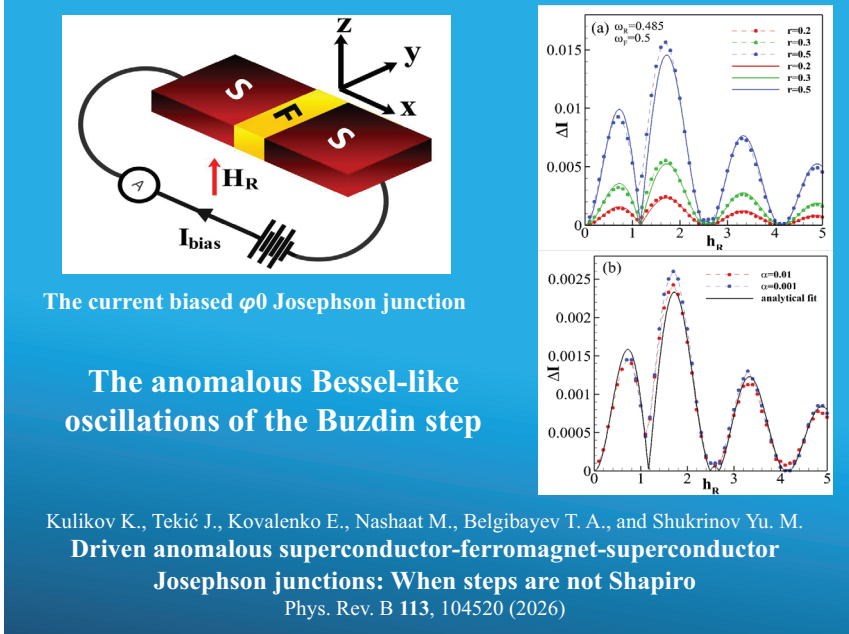 S
F
S
z
y
x
A
H_R
I_bias
The current biased φ0 Josephson junction
The anomalous Bessel-like
oscillations of the Buzdin step
(a)
ω_R=0.485
ω_F=0.5
r=0.2
r=0.3
r=0.5
r=0.2
r=0.3
r=0.5
ΔI
0.015
0.01
0.005
0
0 1 2 3 4 5
h_R
(b)
α=0.01
α=0.001
analytical fit
ΔI
0.0025
0.002
0.0015
0.001
0.0005
0
0 1 2 3 4 5
h_R
Kulikov K., Tekić J., Kovalenko E., Nashaat M., Belgibayev T. A., and Shukrinov Yu. M.
Driven anomalous superconductor-ferromagnet-superconductor
Josephson junctions: When steps are not Shapiro
Phys. Rev. B 113, 104520 (2026)